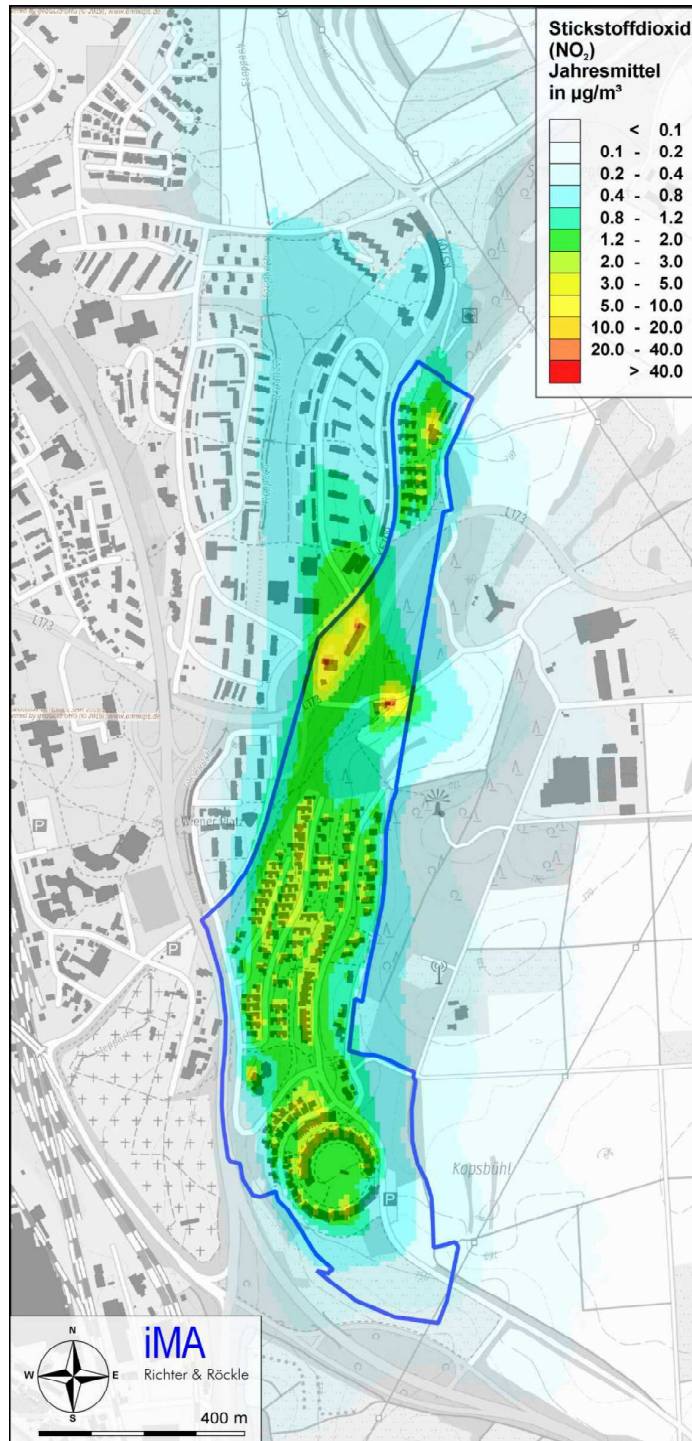 Stickstoffdioxid
(NO₂)
Jahresmittel
in µg/m³
< 0.1
0.1 - 0.2
0.2 - 0.4
0.4 - 0.8
0.8 - 1.2
1.2 - 2.0
2.0 - 3.0
3.0 - 5.0
5.0 - 10.0
10.0 - 20.0
20.0 - 40.0
> 40.0
L173
L173
L173
Wiener Platz
P
P
Steppach
Kapsbühl
P
N
W E
S
iMA
Richter & Röckle
400 m